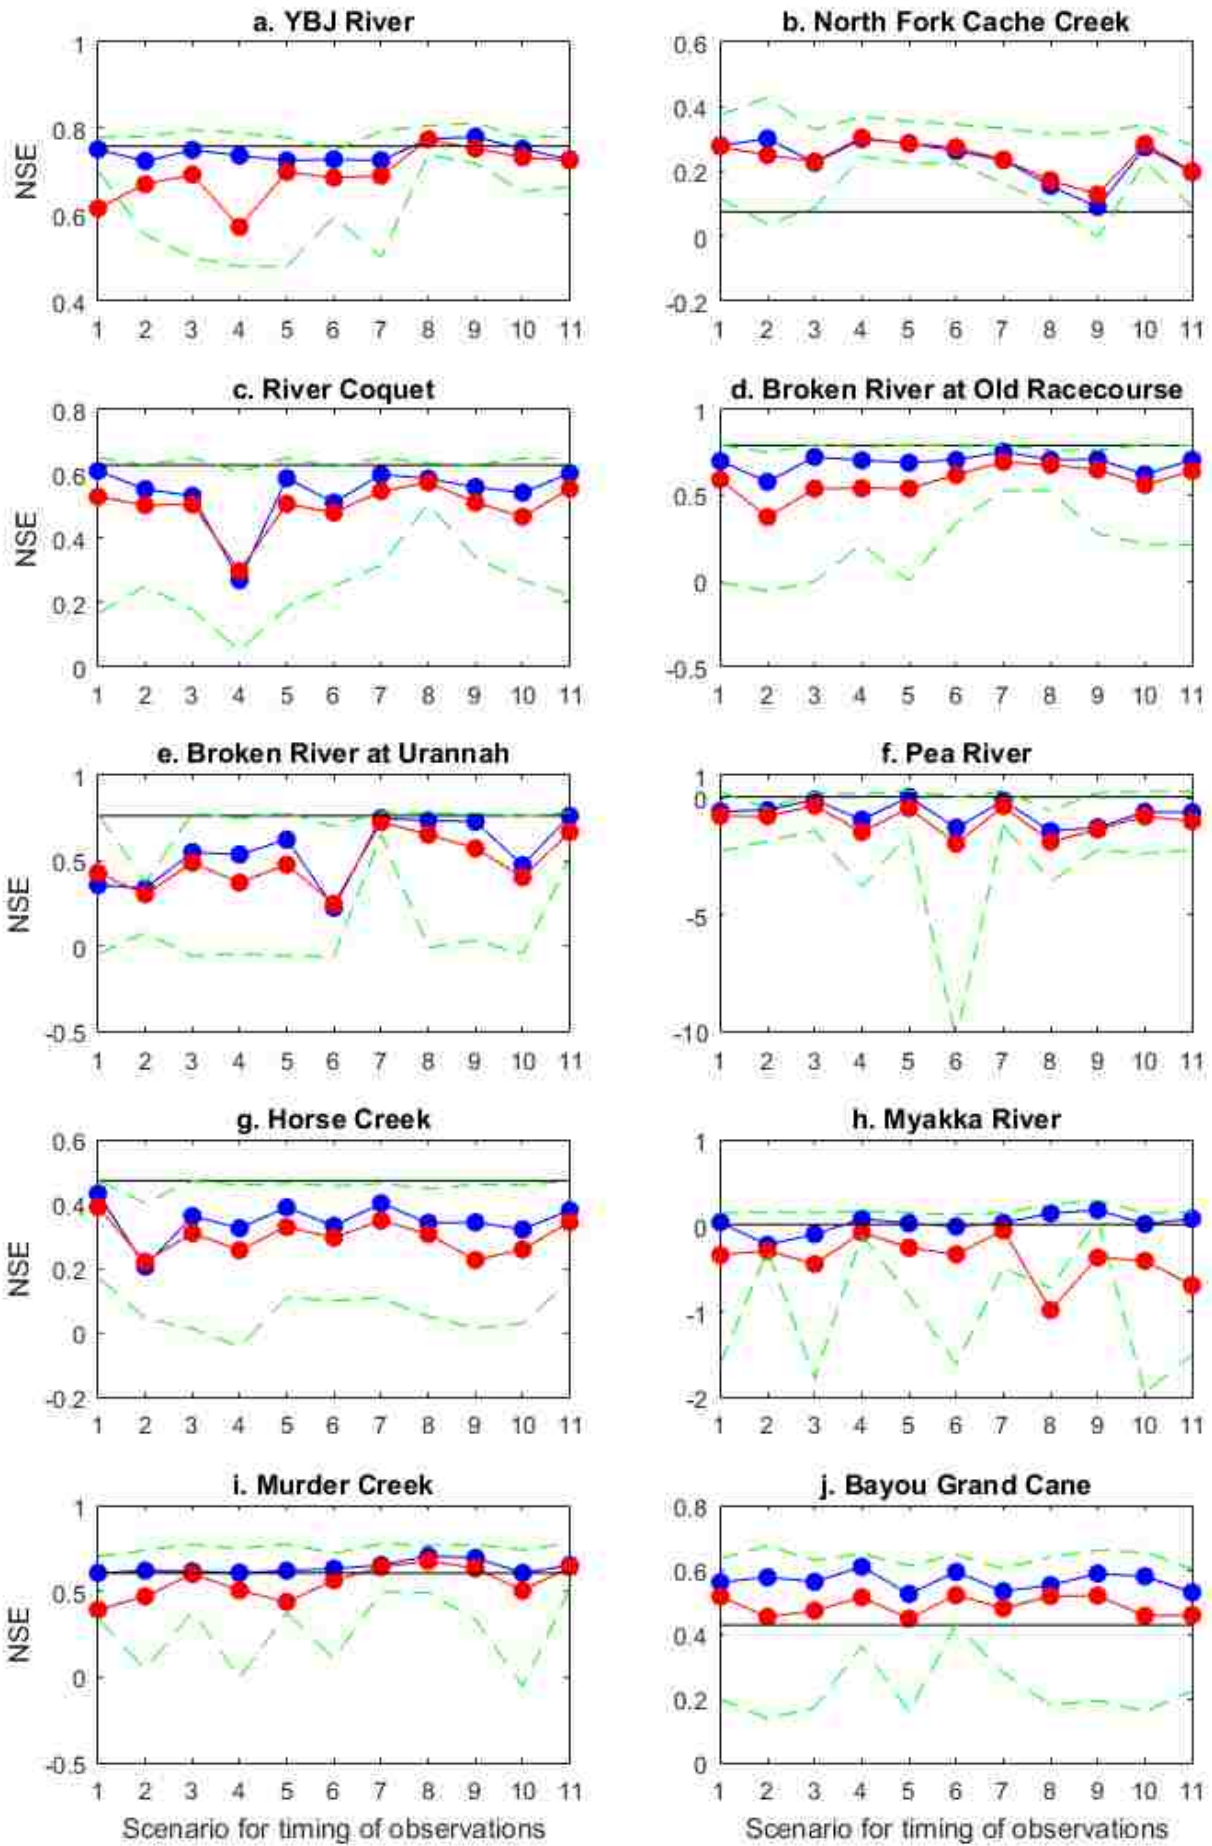 a. YBJ River
b. North Fork Cache Creek
1
0.8
0.6
0.4
NSE
1 2 3 4 5 6 7 8 9 10 11
0.6
0.4
0.2
0
-0.2
1 2 3 4 5 6 7 8 9 10 11
c. River Coquet
d. Broken River at Old Racecourse
0.8
0.6
0.4
0.2
0
NSE
1 2 3 4 5 6 7 8 9 10 11
1
0.5
0
-0.5
1 2 3 4 5 6 7 8 9 10 11
e. Broken River at Urannah
f. Pea River
1
0.5
0
-0.5
NSE
1 2 3 4 5 6 7 8 9 10 11
1
0
-5
-10
1 2 3 4 5 6 7 8 9 10 11
g. Horse Creek
h. Myakka River
0.6
0.4
0.2
0
-0.2
NSE
1 2 3 4 5 6 7 8 9 10 11
1
0
-1
-2
1 2 3 4 5 6 7 8 9 10 11
i. Murder Creek
j. Bayou Grand Cane
1
0.5
0
-0.5
NSE
1 2 3 4 5 6 7 8 9 10 11
Scenario for timing of observations
0.8
0.6
0.4
0.2
0
1 2 3 4 5 6 7 8 9 10 11
Scenario for timing of observations